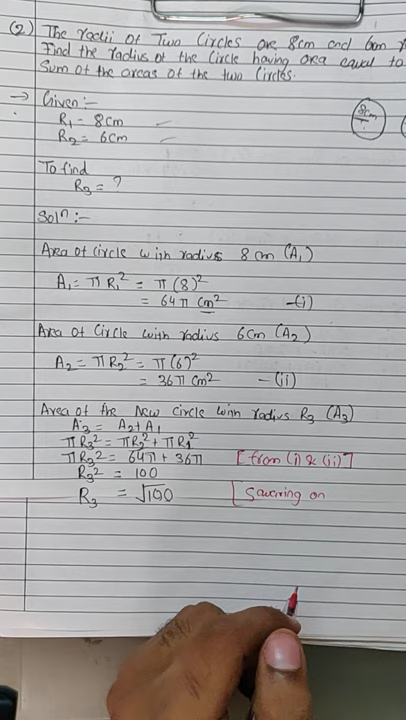 (2) The radii of Two Circles are 8cm and 6cm
Find the radius of the Circle having area equal to
Sum of the areas of the two Circles.
→ Given:-
R₁ = 8cm
R₂ = 6cm
8cm
To find
R₃ = ?
Solⁿ :-
Area of circle with radius 8 cm (A₁)
A₁ = πR₁² = π(8)²
= 64π cm² -(i)
Area of Circle with radius 6cm (A₂)
A₂ = πR₂² = π(6)²
= 36π cm² -(ii)
Area of the New Circle with radius R₃ (A₃)
A₃ = A₂+A₁
πR₃² = πR₂² + πR₁²
πR₃² = 64π + 36π [from (i) & (ii)]
R₃² = 100
R₃ = √100 [on